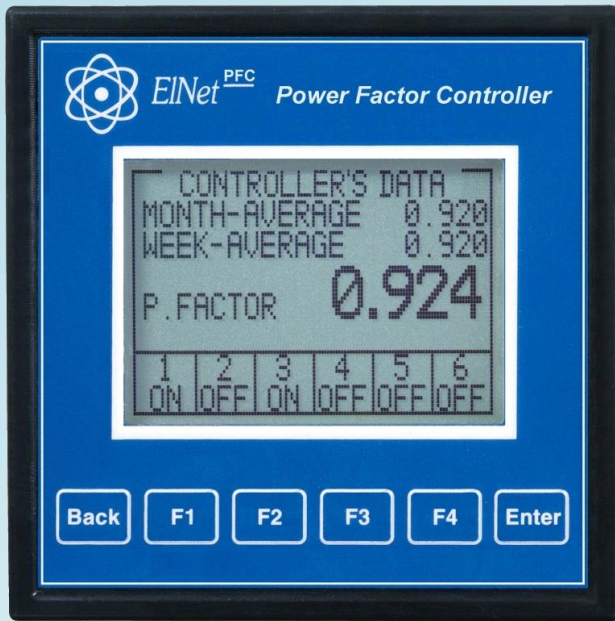 ElNet PFC Power Factor Controller
CONTROLLER'S DATA
MONTH-AVERAGE 0.920
WEEK-AVERAGE 0.920
P.FACTOR 0.924
1 2 3 4 5 6
ON OFF ON OFF OFF OFF
Back F1 F2 F3 F4 Enter